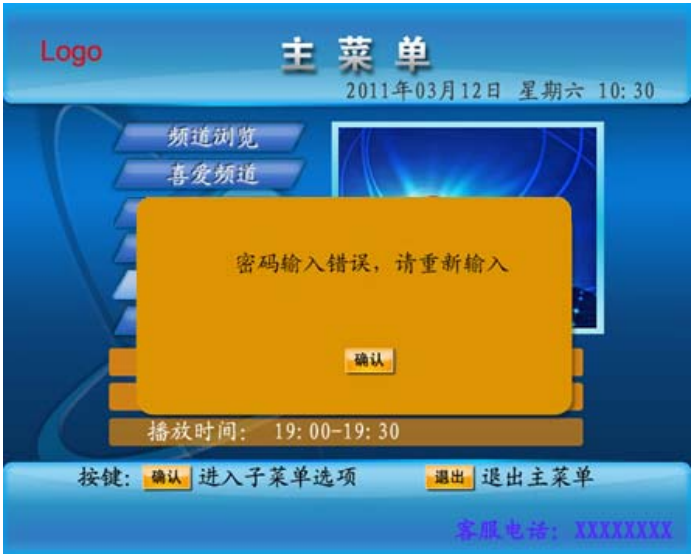 Logo
主菜单
2011年03月12日 星期六 10:30
频道浏览
喜爱频道
密码输入错误，请重新输入
确认
播放时间： 19:00-19:30
按键: 确认 进入子菜单选项 退出 退出主菜单
客服电话: XXXXXXXX